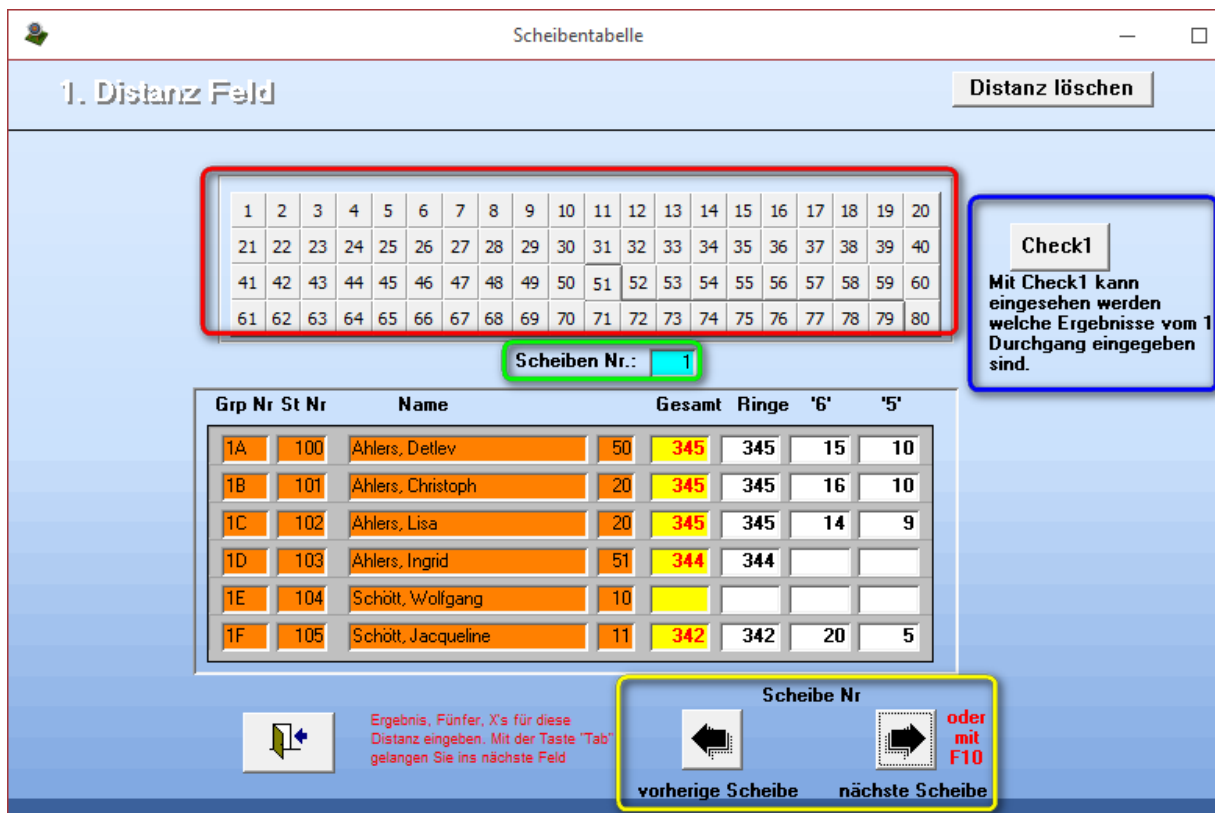 Scheibentabelle
1. Distanz Feld
Distanz löschen
1 2 3 4 5 6 7 8 9 10 11 12 13 14 15 16 17 18 19 20
21 22 23 24 25 26 27 28 29 30 31 32 33 34 35 36 37 38 39 40
41 42 43 44 45 46 47 48 49 50 51 52 53 54 55 56 57 58 59 60
61 62 63 64 65 66 67 68 69 70 71 72 73 74 75 76 77 78 79 80
Check1
Mit Check1 kann
eingesehen werden
welche Ergebnisse vom 1
Durchgang eingegeben
sind.
Scheiben Nr.: 1
Grp Nr St Nr Name Gesamt Ringe '6' '5'
1A 100 Ahlers, Detlev 50 345 345 15 10
1B 101 Ahlers, Christoph 20 345 345 16 10
1C 102 Ahlers, Lisa 20 345 345 14 9
1D 103 Ahlers, Ingrid 51 344 344
1E 104 Schött, Wolfgang 10
1F 105 Schött, Jacqueline 11 342 342 20 5
Ergebnis, Fünfer, X's für diese
Distanz eingeben. Mit der Taste "Tab"
gelangen Sie ins nächste Feld
Scheibe Nr
oder
mit
F10
vorherige Scheibe nächste Scheibe